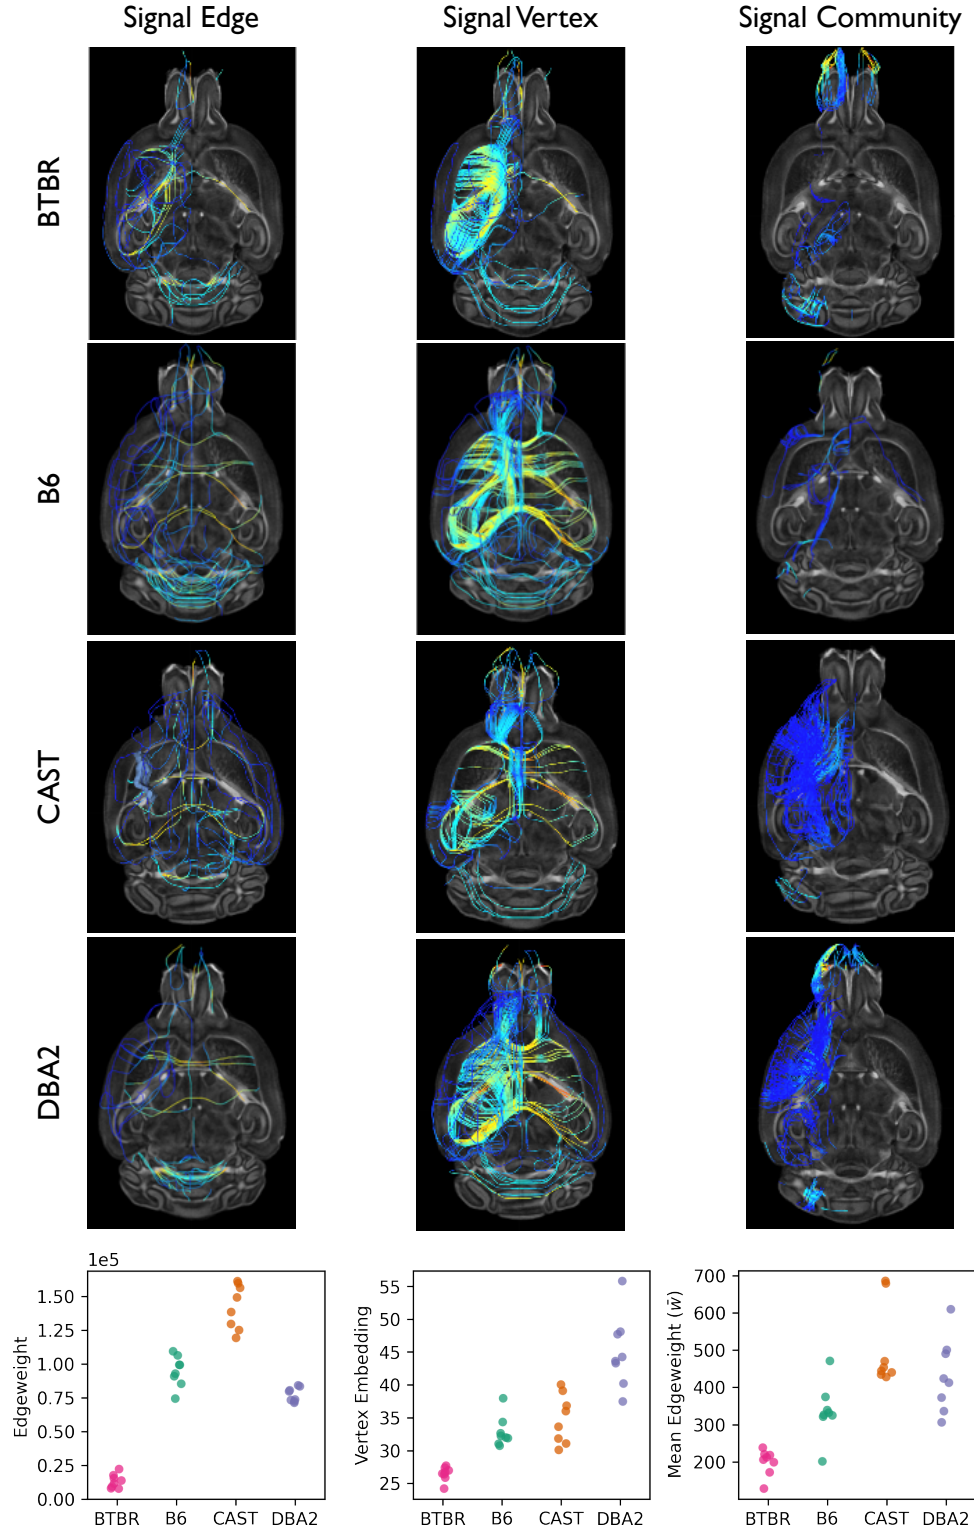 Signal Edge Signal Vertex Signal Community
BTBR
B6
CAST
DBA2
1e5
Edgeweight
1.50
1.25
1.00
0.75
0.50
0.25
0.00
BTBR B6 CAST DBA2
Vertex Embedding
55
50
45
40
35
30
25
BTBR B6 CAST DBA2
Mean Edgeweight (w̄)
700
600
500
400
300
200
BTBR B6 CAST DBA2